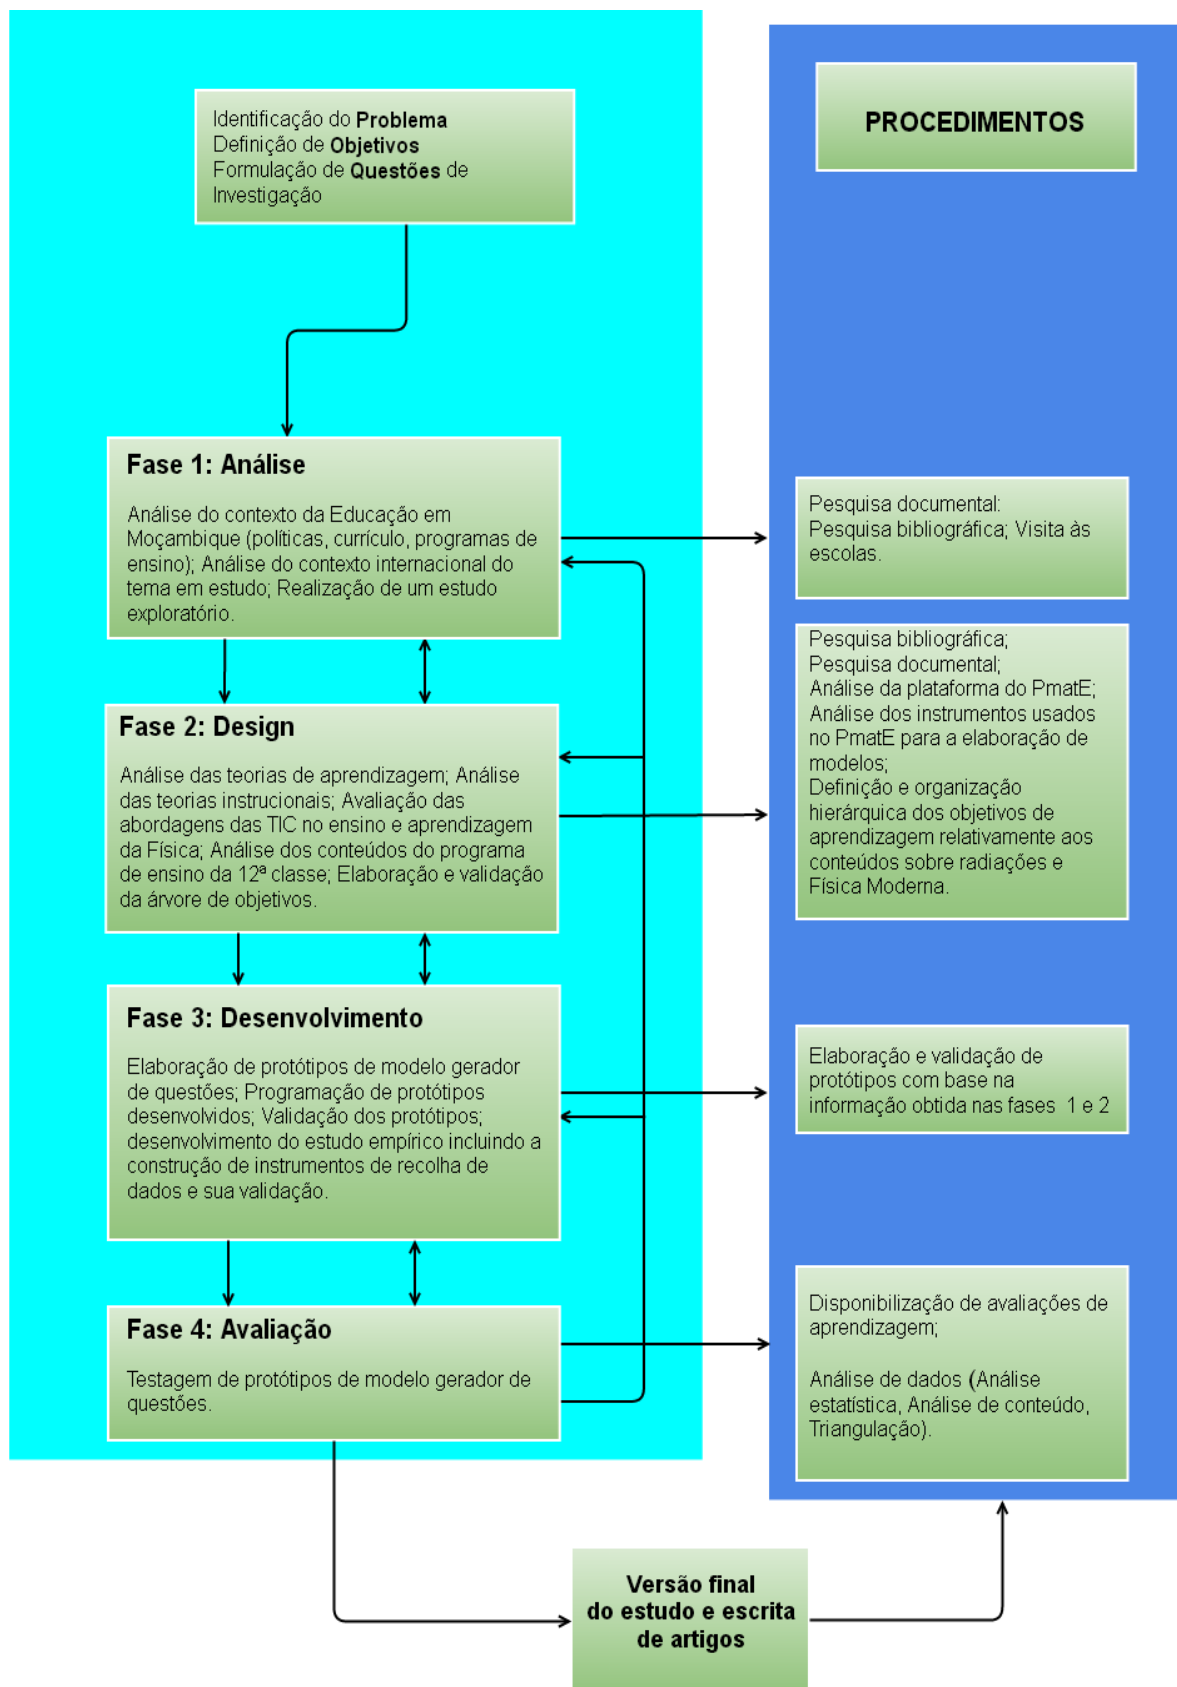 Identificação do Problema
Definição de Objetivos
Formulação de Questões de
Investigação
PROCEDIMENTOS
Fase 1: Análise
Análise do contexto da Educação em
Moçambique (políticas, currículo, programas de
ensino); Análise do contexto internacional do
tema em estudo; Realização de um estudo
exploratório.
Pesquisa documental:
Pesquisa bibliográfica; Visita às
escolas.
Fase 2: Design
Análise das teorias de aprendizagem; Análise
das teorias instrucionais; Avaliação das
abordagens das TIC no ensino e aprendizagem
da Física; Análise dos conteúdos do programa
de ensino da 12ª classe; Elaboração e validação
da árvore de objetivos.
Pesquisa bibliográfica;
Pesquisa documental;
Análise da plataforma do PmatE;
Análise dos instrumentos usados
no PmatE para a elaboração de
modelos;
Definição e organização
hierárquica dos objetivos de
aprendizagem relativamente aos
conteúdos sobre radiações e
Física Moderna.
Fase 3: Desenvolvimento
Elaboração de protótipos de modelo gerador
de questões; Programação de protótipos
desenvolvidos; Validação dos protótipos;
desenvolvimento do estudo empírico incluindo a
construção de instrumentos de recolha de
dados e sua validação.
Elaboração e validação de
protótipos com base na
informação obtida nas fases 1 e 2
Fase 4: Avaliação
Testagem de protótipos de modelo gerador de
questões.
Disponibilização de avaliações de
aprendizagem;
Análise de dados (Análise
estatística, Análise de conteúdo,
Triangulação).
Versão final
do estudo e escrita
de artigos